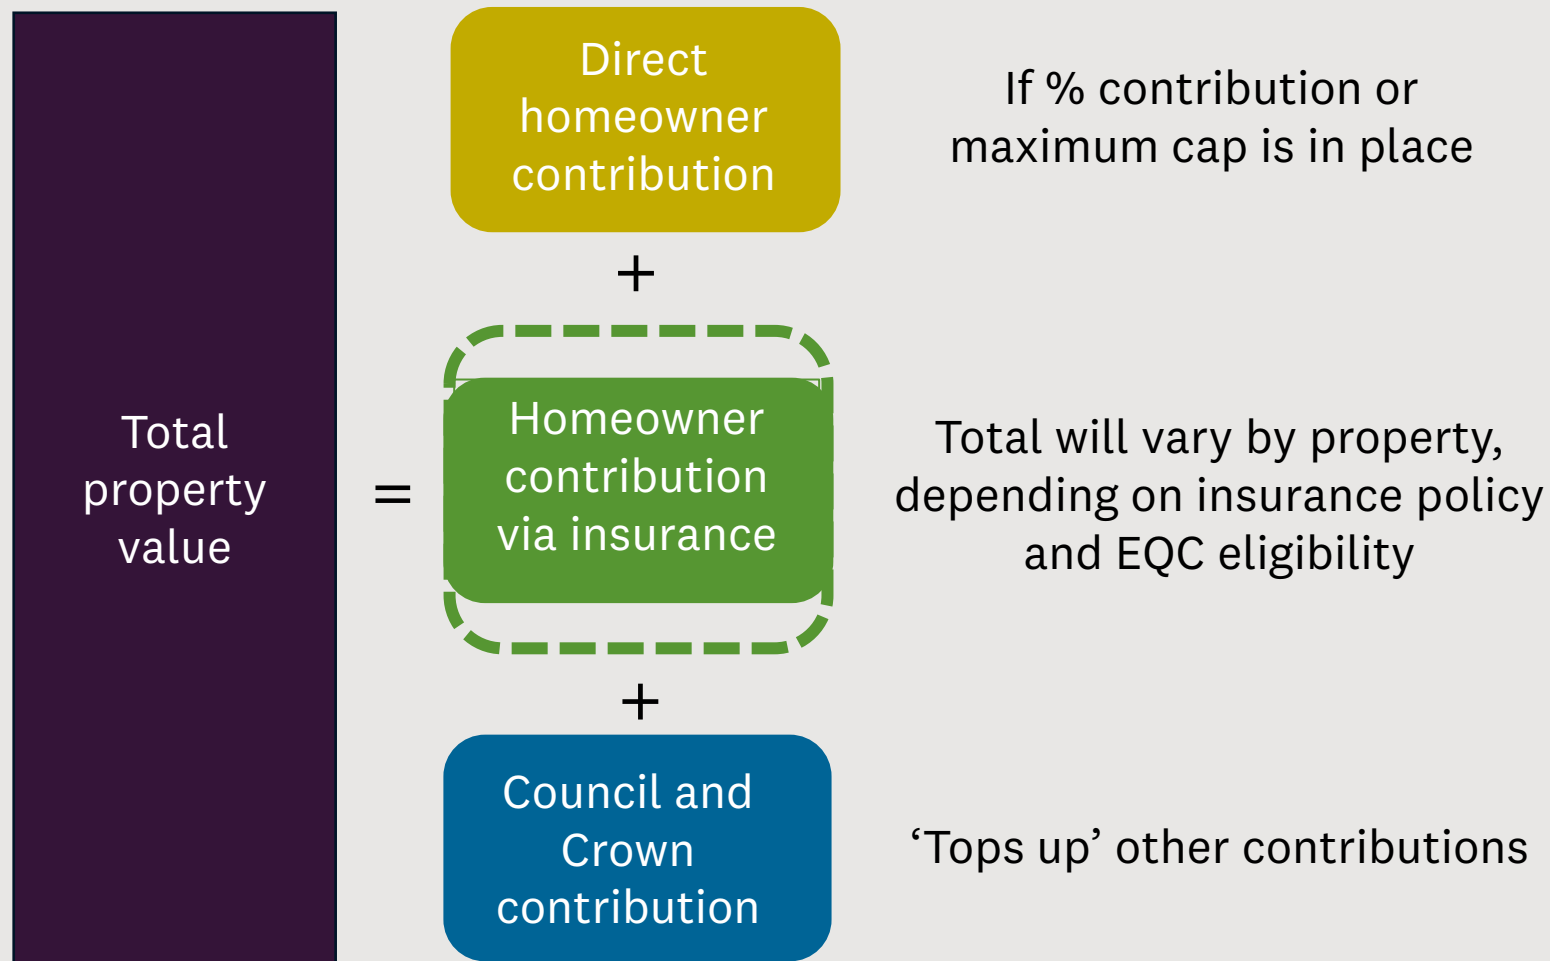 Total
property
value
=
Direct
homeowner
contribution
If % contribution or
maximum cap is in place
+
Homeowner
contribution
via insurance
Total will vary by property,
depending on insurance policy
and EQC eligibility
+
Council and
Crown
contribution
‘Tops up’ other contributions